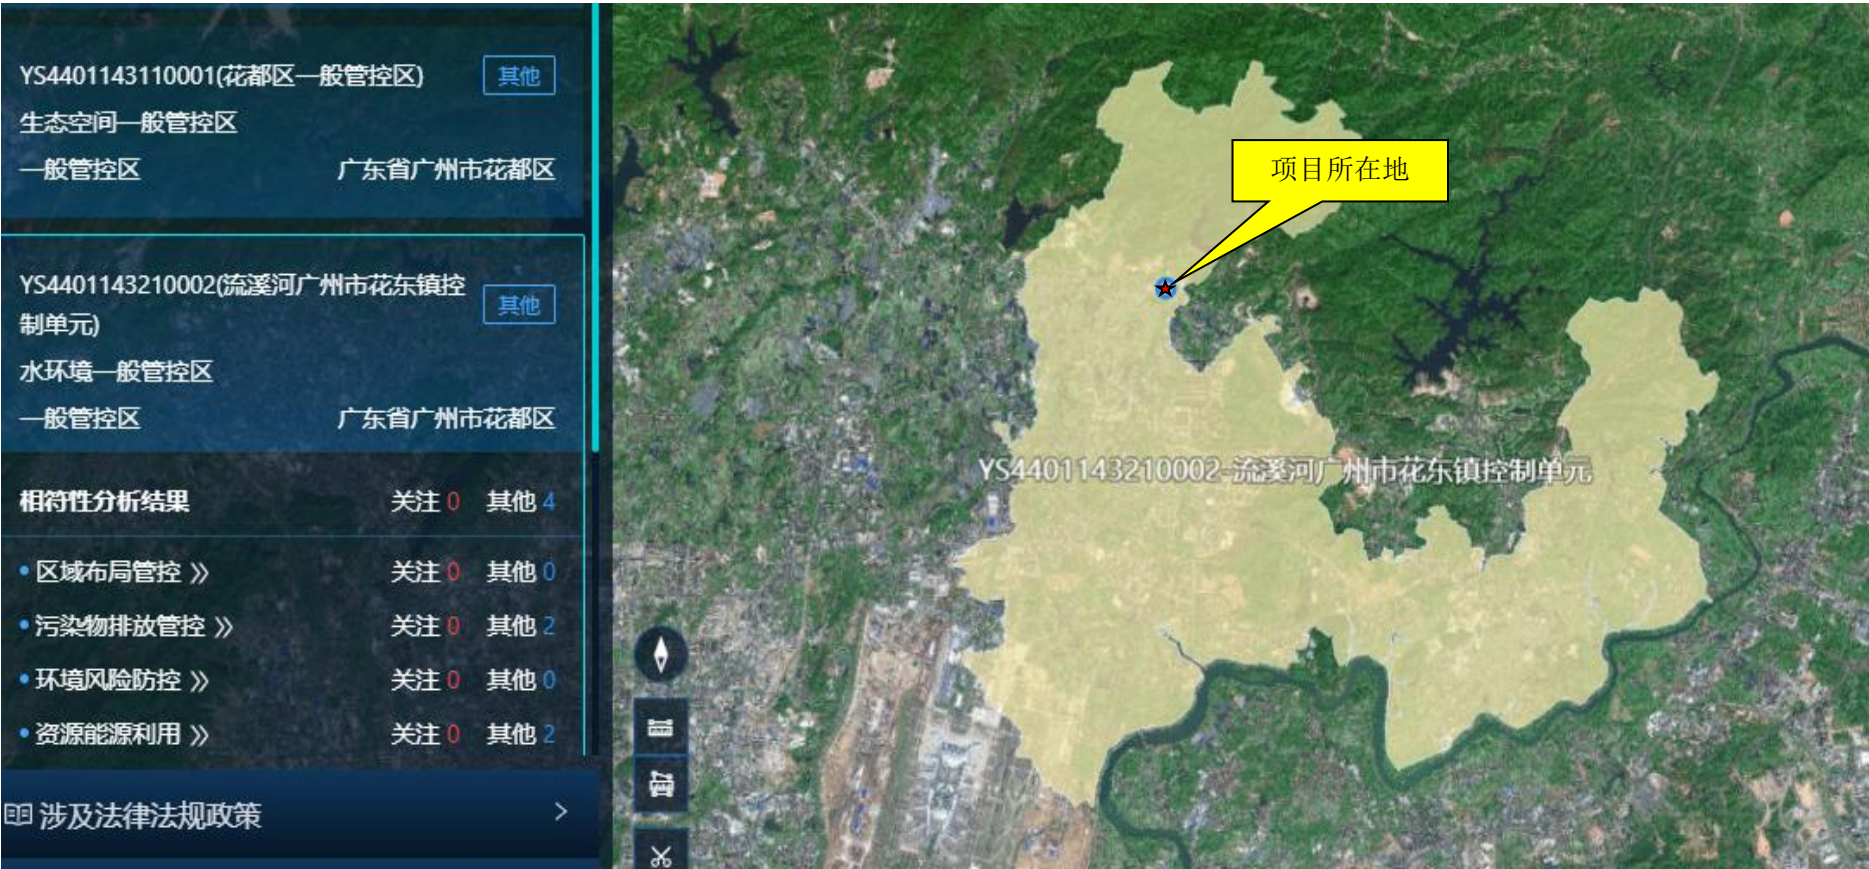 YS4401143110001(花都区一般管控区)
其他
生态空间一般管控区
一般管控区
广东省广州市花都区
YS4401143210002(流溪河广州市花东镇控
制单元)
其他
水环境一般管控区
一般管控区
广东省广州市花都区
相符性分析结果 关注 0 其他 4
区域布局管控 关注 0 其他 0
污染物排放管控 关注 0 其他 2
环境风险防控 关注 0 其他 0
资源能源利用 关注 0 其他 2
涉及法律法规政策
项目所在地
YS4401143210002-流溪河广州市花东镇控制单元